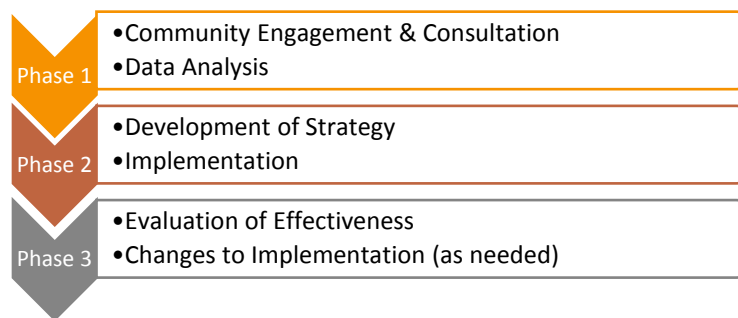 Phase 1
•Community Engagement & Consultation
•Data Analysis
Phase 2
•Development of Strategy
•Implementation
Phase 3
•Evaluation of Effectiveness
•Changes to Implementation (as needed)